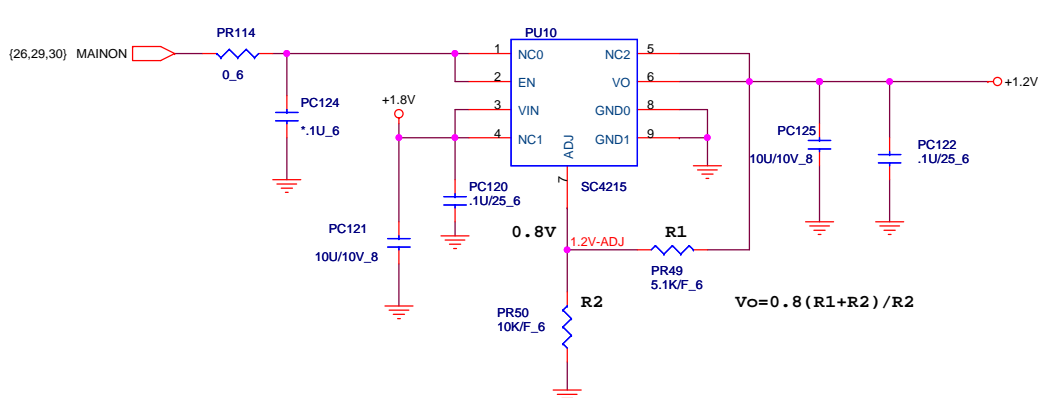 PR114
{26,29,30} MAINON
0_6
PC124
*.1U_6
+1.8V
PU10
1 NC0
NC2 5
2 EN
VO 6
3 VIN
GND0 8
4 NC1
GND1 9
ADJ
7
SC4215
+1.2V
PC125
10U/10V_8
PC122
.1U/25_6
PC120
.1U/25_6
PC121
10U/10V_8
0.8V
1.2V-ADJ
R1
PR49
5.1K/F_6
R2
PR50
10K/F_6
Vo=0.8(R1+R2)/R2